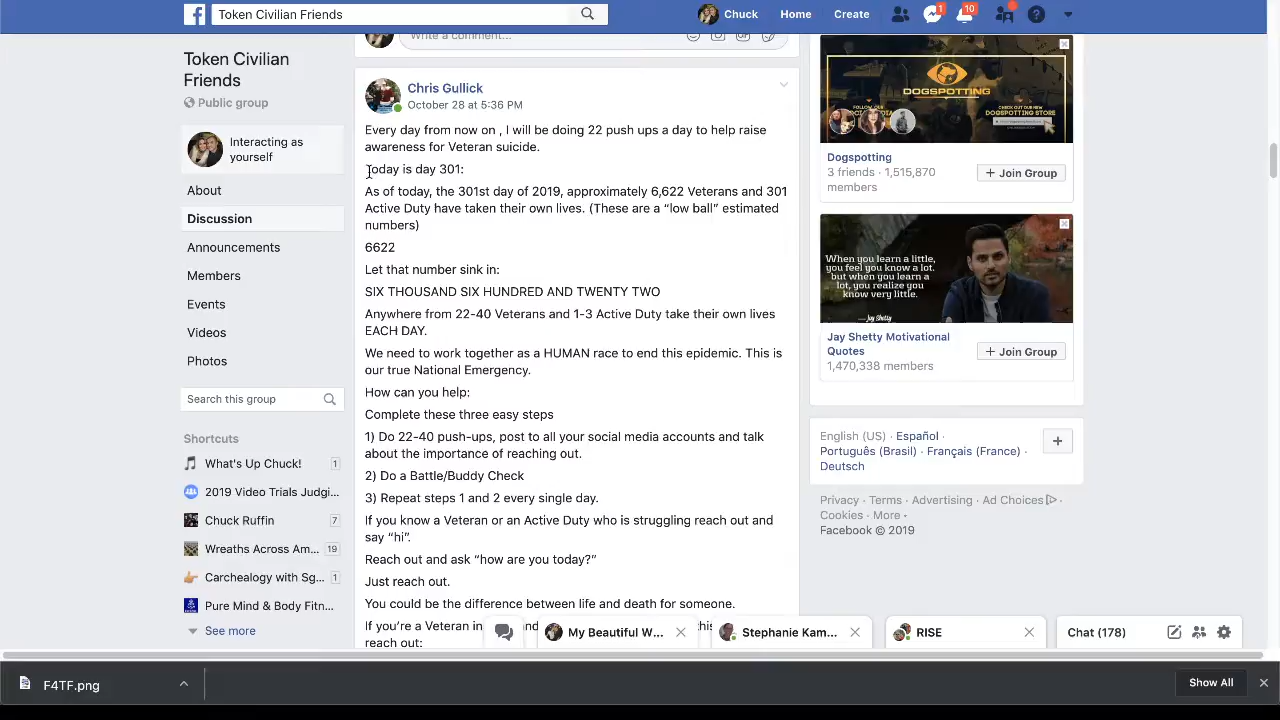 Token Civilian Friends
Chuck
Home
Create
1
10
Token Civilian
Friends
Public group
Interacting as
yourself
About
Discussion
Announcements
Members
Events
Videos
Photos
Search this group
Shortcuts
What's Up Chuck! 1
2019 Video Trials Judgi...
Chuck Ruffin 7
Wreaths Across Am... 19
Carchealogy with Sg... 1
Pure Mind & Body Fitn...
See more
Write a comment...
Chris Gullick
October 28 at 5:36 PM
Every day from now on , I will be doing 22 push ups a day to help raise
awareness for Veteran suicide.
Today is day 301:
As of today, the 301st day of 2019, approximately 6,622 Veterans and 301
Active Duty have taken their own lives. (These are a “low ball” estimated
numbers)
6622
Let that number sink in:
SIX THOUSAND SIX HUNDRED AND TWENTY TWO
Anywhere from 22-40 Veterans and 1-3 Active Duty take their own lives
EACH DAY.
We need to work together as a HUMAN race to end this epidemic. This is
our true National Emergency.
How can you help:
Complete these three easy steps
1) Do 22-40 push-ups, post to all your social media accounts and talk
about the importance of reaching out.
2) Do a Battle/Buddy Check
3) Repeat steps 1 and 2 every single day.
If you know a Veteran or an Active Duty who is struggling reach out and
say “hi”.
Reach out and ask “how are you today?”
Just reach out.
You could be the difference between life and death for someone.
If you're a Veteran in
reach out:
DOGSPOTTING
FOLLOW OUR
CHECK OUT OUR
DOGSPOTTING STORE
Dogspotting
3 friends · 1,515,870
members
+ Join Group
When you learn a little,
you feel you know a lot.
but when you learn a
lot, you realize you
know very little.
Jay Shetty
Jay Shetty Motivational
Quotes
1,470,338 members
+ Join Group
English (US) · Español ·
Português (Brasil) · Français (France) ·
Deutsch
Privacy · Terms · Advertising · Ad Choices ·
Cookies · More
Facebook © 2019
My Beautiful W...
Stephanie Kam...
RISE
Chat (178)
F4TF.png
Show All